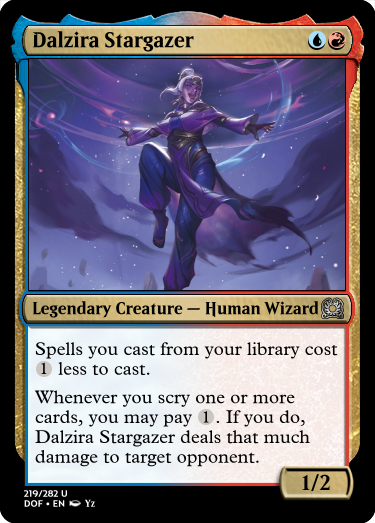 Dalzira Stargazer
Legendary Creature — Human Wizard
Spells you cast from your library cost
1 less to cast.
Whenever you scry one or more
cards, you may pay 1. If you do,
Dalzira Stargazer deals that much
damage to target opponent.
1/2
219/282 U
DOF • EN Yz